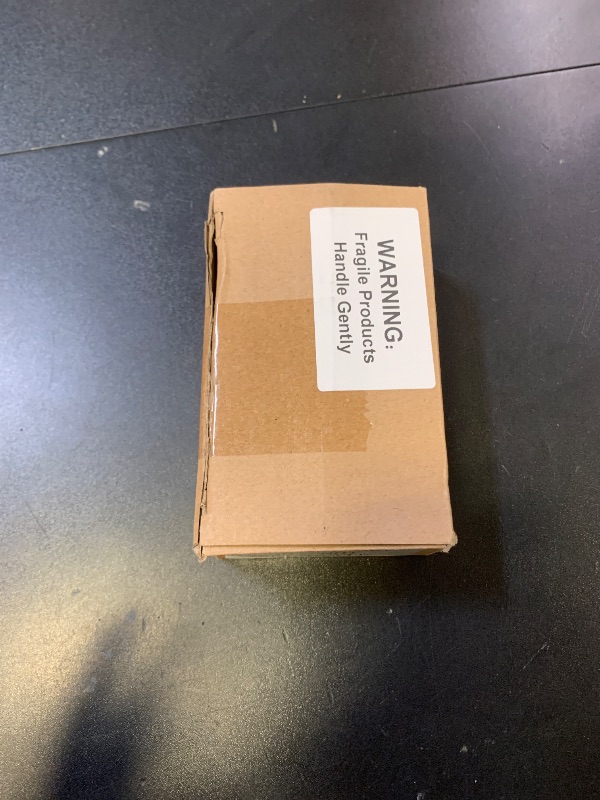 WARNING:
Fragile Products
Handle Gently